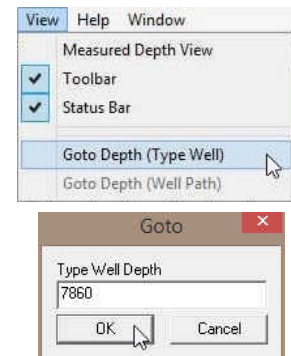 View Help Window
Measured Depth View
Toolbar
Status Bar
Goto Depth (Type Well)
Goto Depth (Well Path)
Goto
Type Well Depth
7860
OK Cancel